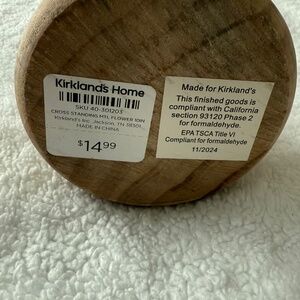 Kirkland's Home
SKU 40-301203
CROSS STANDING MTL FLOWER 10IN
Kirkland's Inc. Jackson, TN 38301,
MADE IN CHINA
$14.99
Made for Kirkland's
This finished goods is
compliant with California
section 93120 Phase 2
for formaldehyde.
EPA TSCA Title VI
Compliant for formaldehyde
11/2024